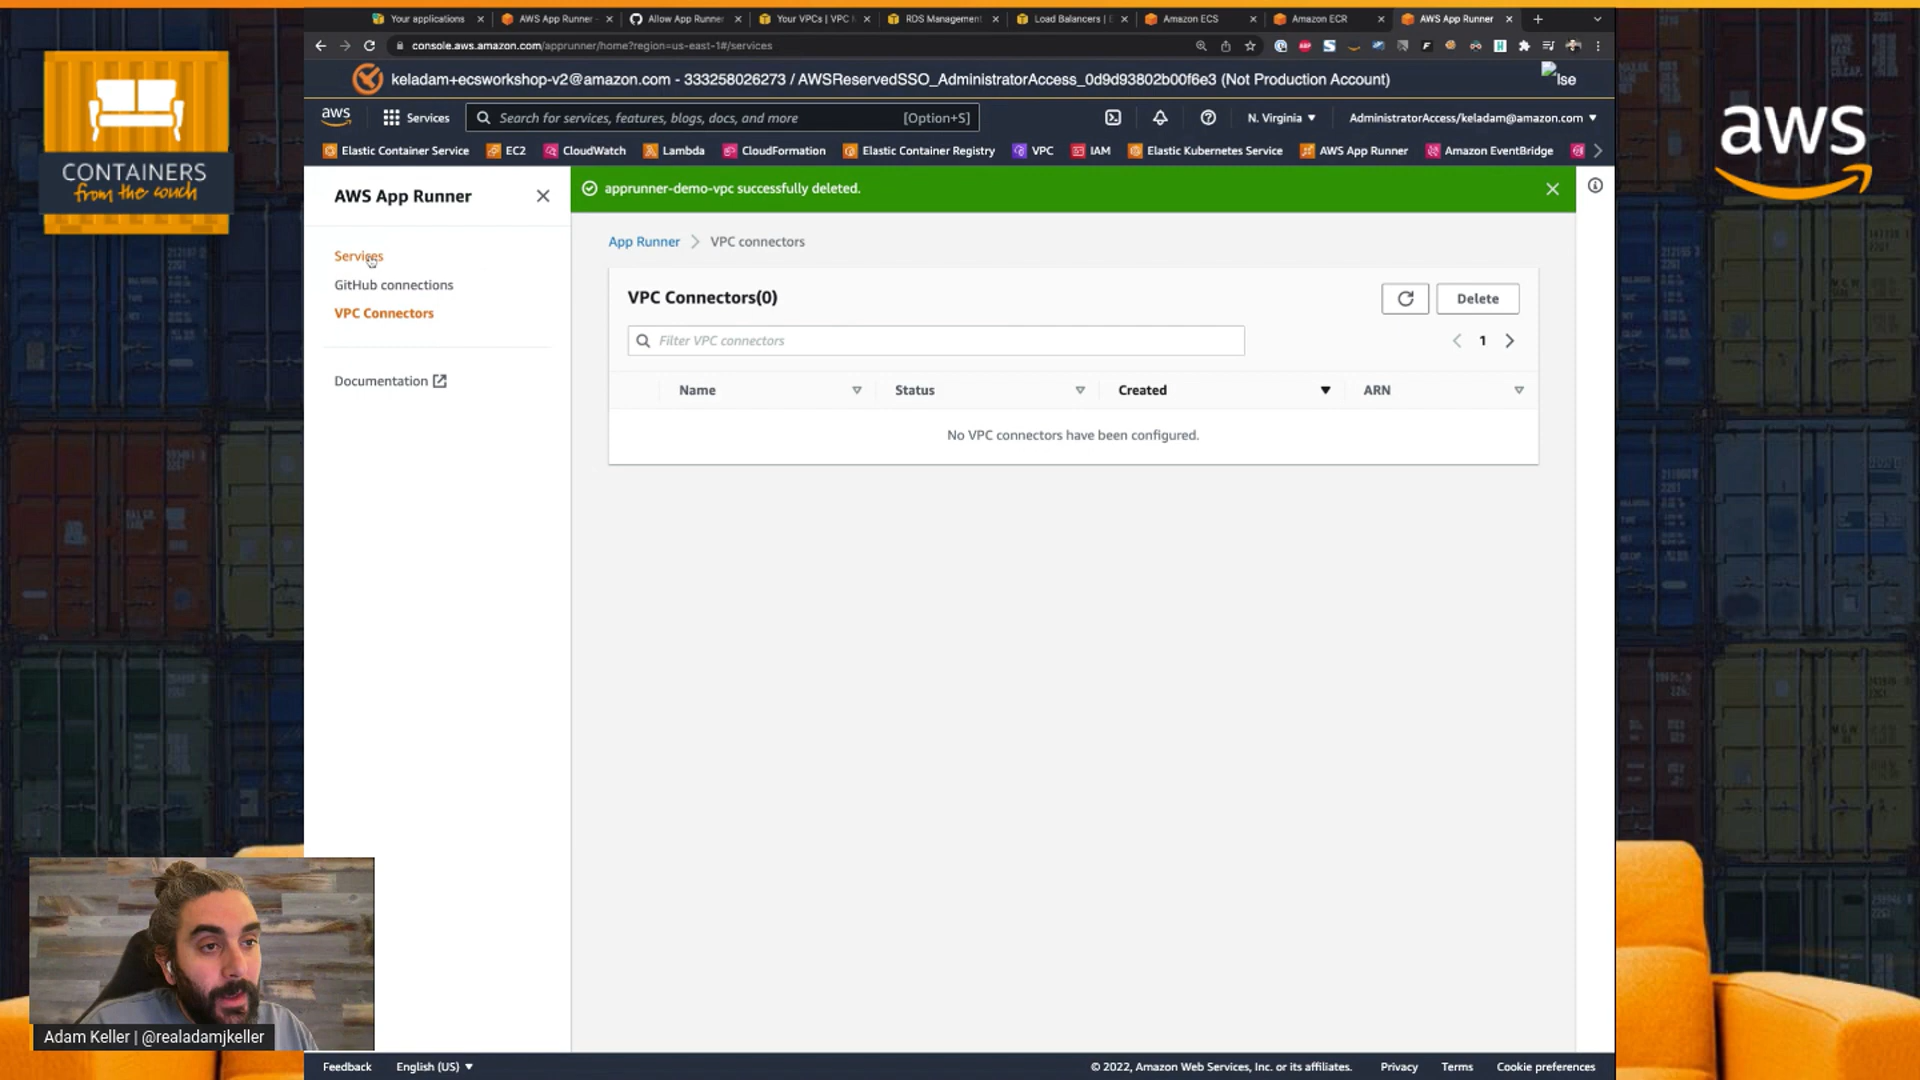 CONTAINERS
from the couch
aws
Your applications
AWS App Runner -
Allow App Runner
Your VPCs | VPC
RDS Management
Load Balancers | E
Amazon ECS
Amazon ECR
AWS App Runner
console.aws.amazon.com/apprunner/home?region=us-east-1#/services
keladam+ecsworkshop-v2@amazon.com - 333258026273 / AWSReservedSSO_AdministratorAccess_0d9d93802b00f6e3 (Not Production Account)
lse
aws
Services
Search for services, features, blogs, docs, and more
[Option+S]
N. Virginia
AdministratorAccess/keladam@amazon.com
Elastic Container Service
EC2
CloudWatch
Lambda
CloudFormation
Elastic Container Registry
VPC
IAM
Elastic Kubernetes Service
AWS App Runner
Amazon EventBridge
AWS App Runner
Services
GitHub connections
VPC Connectors
Documentation
apprunner-demo-vpc successfully deleted.
App Runner > VPC connectors
VPC Connectors(0)
Delete
Filter VPC connectors
1
Name
Status
Created
ARN
No VPC connectors have been configured.
Adam Keller | @realadamjkeller
Feedback
English (US)
© 2022, Amazon Web Services, Inc. or its affiliates.
Privacy
Terms
Cookie preferences